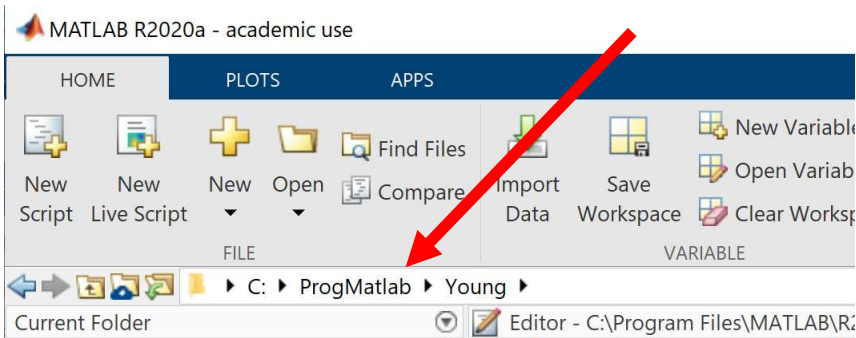 MATLAB R2020a - academic use
HOME PLOTS APPS
Find Files
Compare
New Script
New Live Script
New
Open
Import Data
Save Workspace
New Variable
Open Variab
Clear Worksp
FILE VARIABLE
C: ProgMatlab Young
Current Folder Editor - C:\Program Files\MATLAB\R2